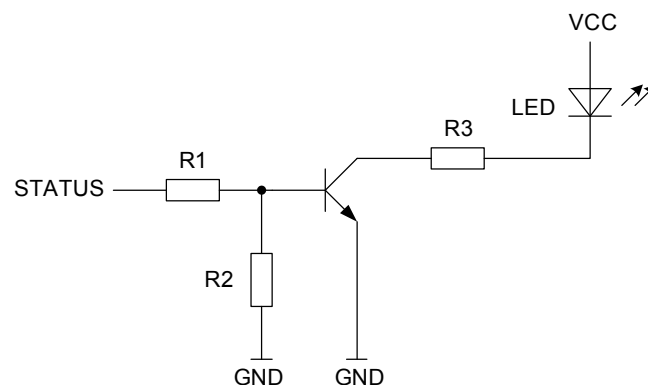 VCC
LED
R3
R1
STATUS
R2
GND
GND